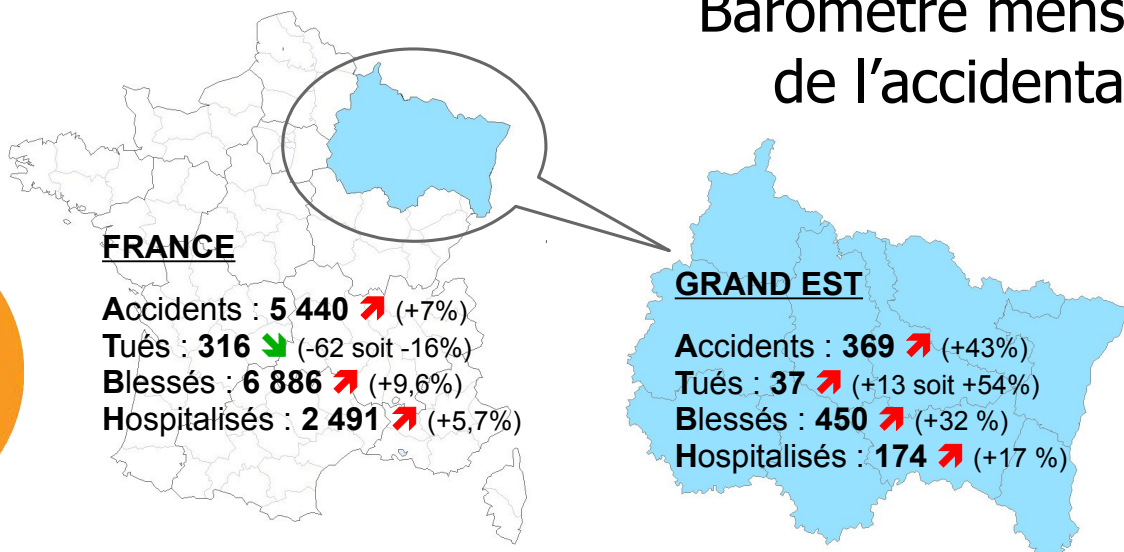 Baromètre mens
de l'accidenta
FRANCE
Accidents : 5 440 (+7%)
Tués : 316 (-62 soit -16%)
Blessés : 6 886 (+9,6%)
Hospitalisés : 2 491 (+5,7%)
GRAND EST
Accidents : 369 (+43%)
Tués : 37 (+13 soit +54%)
Blessés : 450 (+32 %)
Hospitalisés : 174 (+17 %)